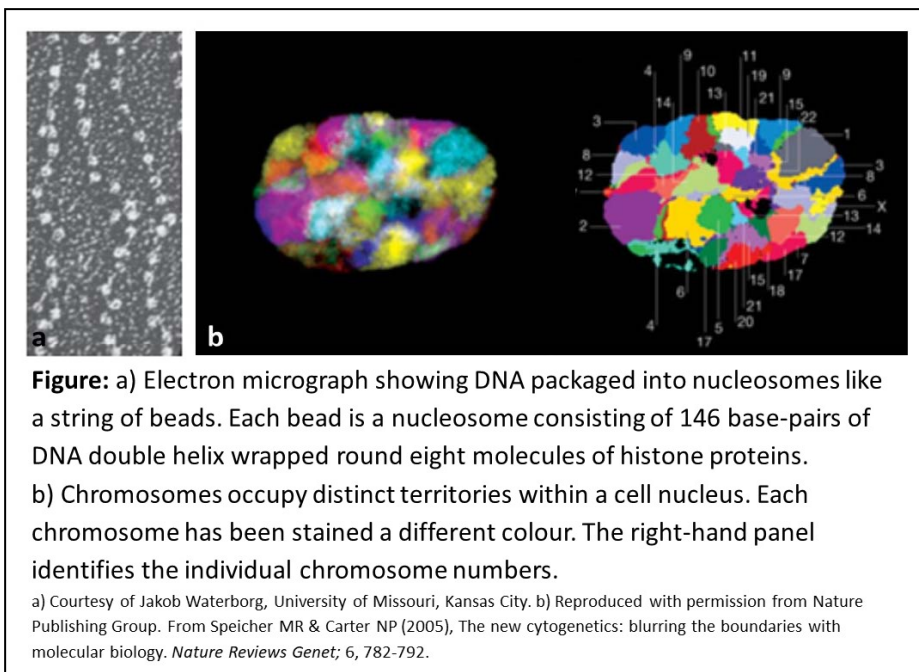 9
11
4
10
19
9
14
13
21
15
22
3
1
8
3
12
8
6
X
2
13
14
12
7
6
15
17
18
4
5
21
20
17
a
b
Figure: a) Electron micrograph showing DNA packaged into nucleosomes like
a string of beads. Each bead is a nucleosome consisting of 146 base-pairs of
DNA double helix wrapped round eight molecules of histone proteins.
b) Chromosomes occupy distinct territories within a cell nucleus. Each
chromosome has been stained a different colour. The right-hand panel
identifies the individual chromosome numbers.
a) Courtesy of Jakob Waterborg, University of Missouri, Kansas City. b) Reproduced with permission from Nature
Publishing Group. From Speicher MR & Carter NP (2005), The new cytogenetics: blurring the boundaries with
molecular biology. Nature Reviews Genet; 6, 782-792.